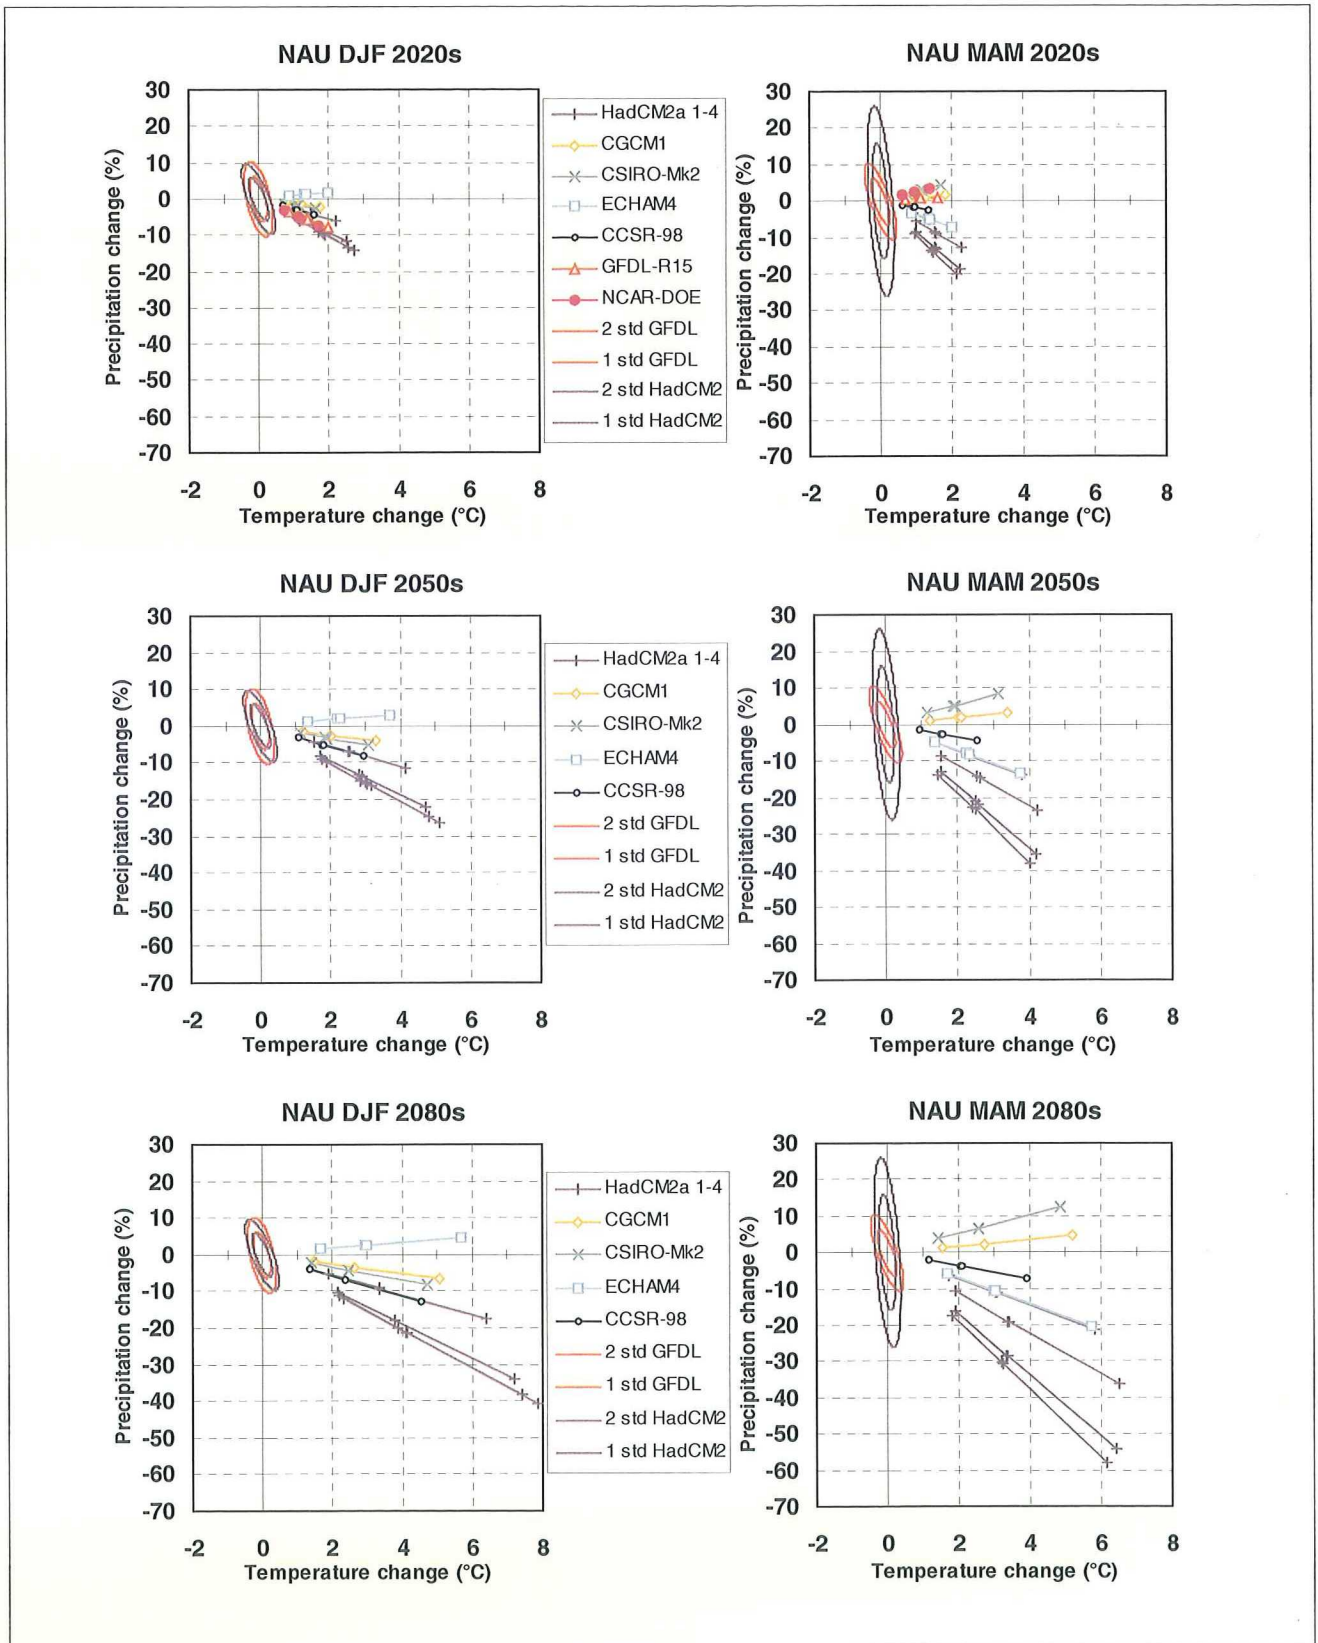 NAU DJF 2020s
30
20
10
0
-10
-20
-30
-40
-50
-60
-70
Precipitation change (%)
-2 0 2 4 6 8
Temperature change (°C)
HadCM2a 1-4
CGCM1
CSIRO-Mk2
ECHAM4
CCSR-98
GFDL-R15
NCAR-DOE
2 std GFDL
1 std GFDL
2 std HadCM2
1 std HadCM2
NAU MAM 2020s
30
20
10
0
-10
-20
-30
-40
-50
-60
-70
Precipitation change (%)
-2 0 2 4 6 8
Temperature change (°C)
NAU DJF 2050s
30
20
10
0
-10
-20
-30
-40
-50
-60
-70
Precipitation change (%)
-2 0 2 4 6 8
Temperature change (°C)
HadCM2a 1-4
CGCM1
CSIRO-Mk2
ECHAM4
CCSR-98
2 std GFDL
1 std GFDL
2 std HadCM2
1 std HadCM2
NAU MAM 2050s
30
20
10
0
-10
-20
-30
-40
-50
-60
-70
Precipitation change (%)
-2 0 2 4 6 8
Temperature change (°C)
NAU DJF 2080s
30
20
10
0
-10
-20
-30
-40
-50
-60
-70
Precipitation change (%)
-2 0 2 4 6 8
Temperature change (°C)
HadCM2a 1-4
CGCM1
CSIRO-Mk2
ECHAM4
CCSR-98
2 std GFDL
1 std GFDL
2 std HadCM2
1 std HadCM2
NAU MAM 2080s
30
20
10
0
-10
-20
-30
-40
-50
-60
-70
Precipitation change (%)
-2 0 2 4 6 8
Temperature change (°C)